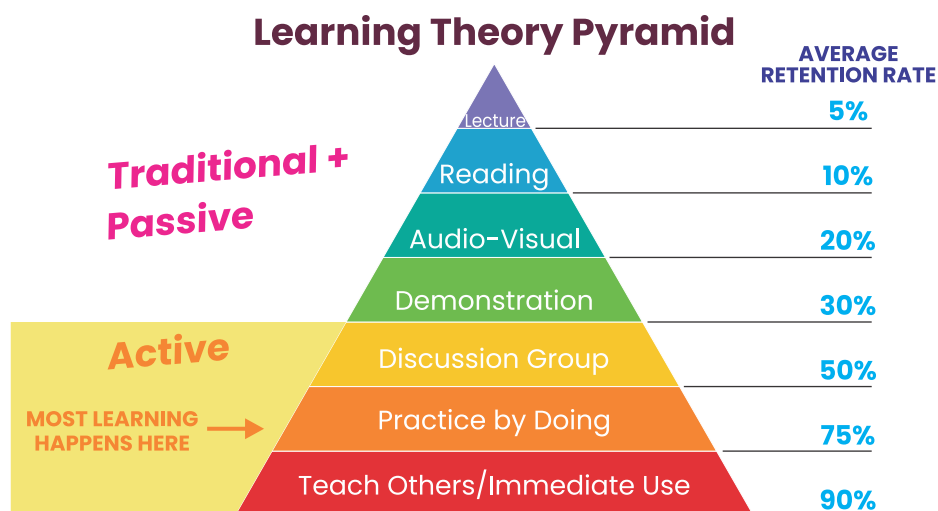 Learning Theory Pyramid
AVERAGE
RETENTION RATE
Lecture
5%
Traditional +
Passive
Reading
10%
Audio-Visual
20%
Demonstration
30%
Active
Discussion Group
50%
MOST LEARNING
HAPPENS HERE
Practice by Doing
75%
Teach Others/Immediate Use
90%